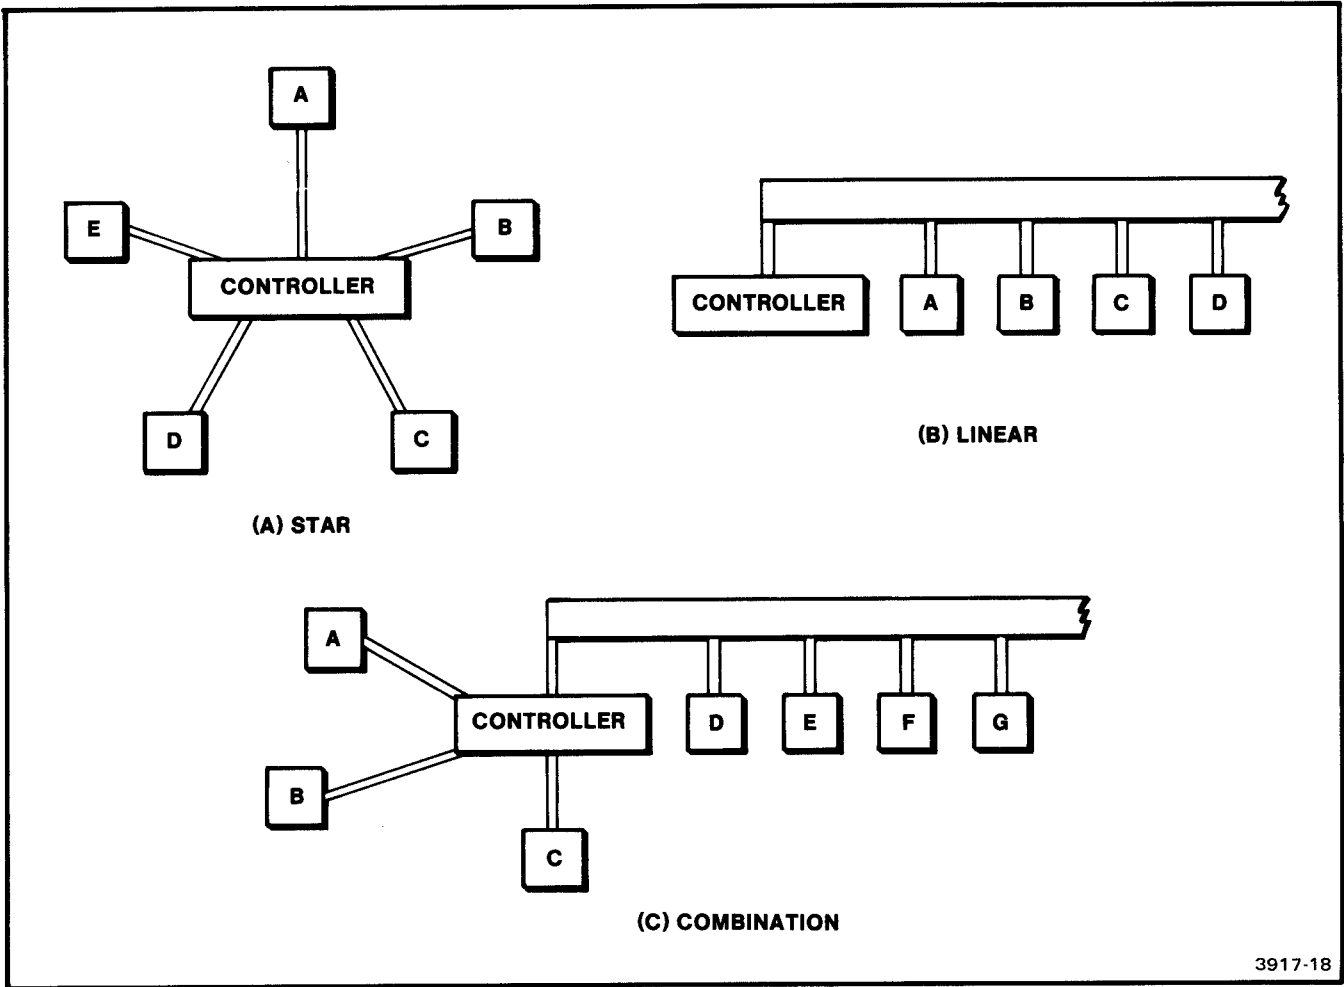 A
E
B
CONTROLLER
D
C
(A) STAR
CONTROLLER
A
B
C
D
(B) LINEAR
A
CONTROLLER
D
E
F
G
B
C
(C) COMBINATION
3917-18